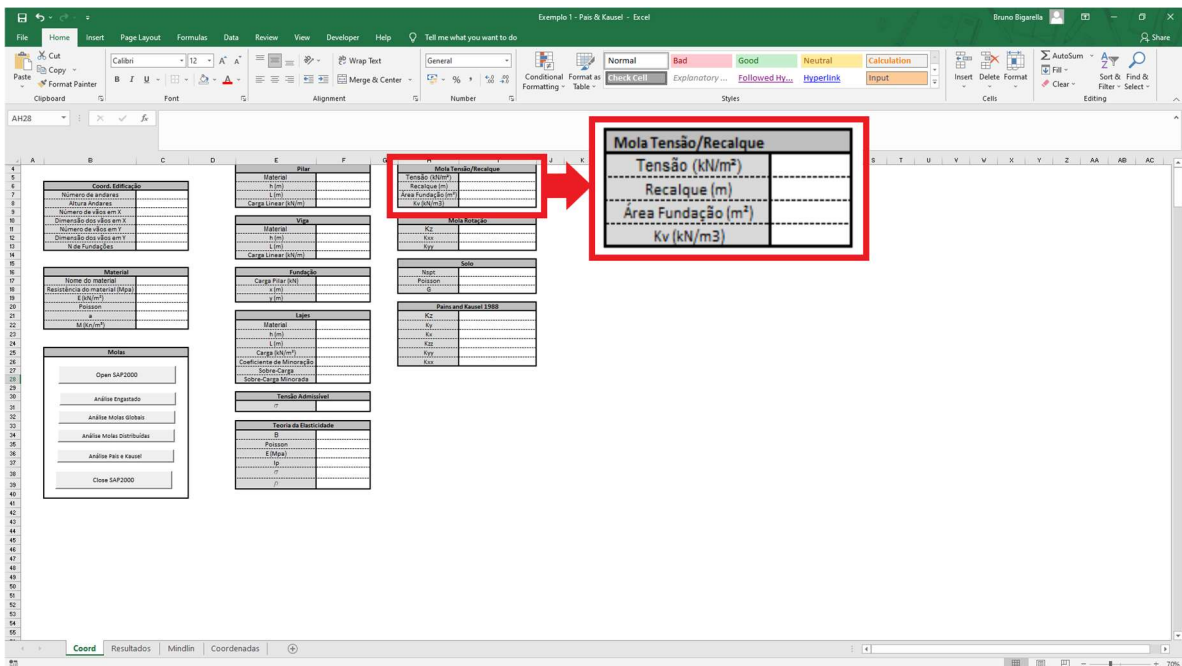 Exemplo 1 - Pais & Kausel - Excel
Bruno Bigarella
File Home Insert Page Layout Formulas Data Review View Developer Help Tell me what you want to do
Share
Paste
Cut
Copy
Format Painter
Clipboard
Calibri 12
B I U
Font
Wrap Text
Merge & Center
Alignment
General
Number
Conditional Formatting
Format as Table
Normal Bad Good Neutral Calculation
Check Cell Explanatory ... Followed Hy... Hyperlink Input
Styles
Insert Delete Format
Cells
AutoSum
Fill
Clear
Sort & Filter
Find & Select
Editing
AH28
fx
Coord. Edificação
Número de andares
Altura Andares
Número de vãos em X
Dimensão dos vãos em X
Número de vãos em Y
Dimensão dos vãos em Y
N de Fundações
Material
Nome do material
Resistência do material (Mpa)
E (kN/m²)
Poisson
a
M (Kn/m³)
Molas
Open SAP2000
Análise Engastado
Análise Molas Globais
Análise Molas Distribuídas
Análise Pais e Kausel
Close SAP2000
Pilar
Material
h (m)
L (m)
Carga Linear (kN/m)
Viga
Material
h (m)
L (m)
Carga Linear (kN/m)
Fundação
Carga Pilar (kN)
x (m)
y (m)
Lajes
Material
h (m)
L (m)
Carga (kN/m²)
Coeficiente de Minoração
Sobre-Carga
Sobre-Carga Minorada
Tensão Admissível
σ
Teoria da Elasticidade
B
Poisson
E (Mpa)
Ip
σ
ρ
Mola Tensão/Recalque
Tensão (kN/m²)
Recalque (m)
Área Fundação (m²)
Kv (kN/m3)
Mola Rotação
Kz
Kxx
Kyy
Solo
Nspt
Poisson
G
Pains and Kausel 1988
Kz
Ky
Kx
Kzz
Kyy
Kxx
Mola Tensão/Recalque
Tensão (kN/m²)
Recalque (m)
Área Fundação (m²)
Kv (kN/m3)
Coord Resultados Mindlin Coordenadas
70%